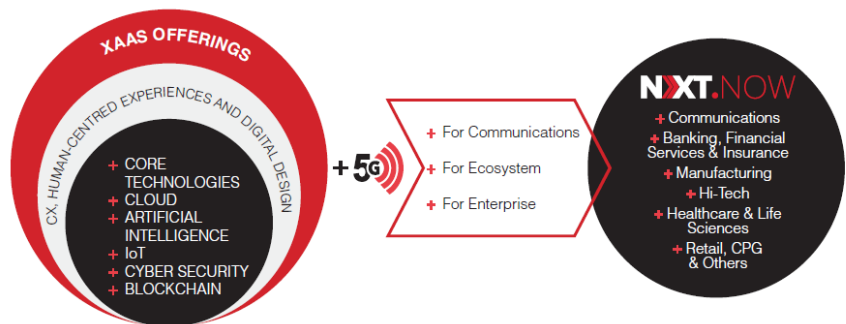 XAAS OFFERINGS
CX, HUMAN-CENTRED EXPERIENCES AND DIGITAL DESIGN
+ CORE
TECHNOLOGIES
+ CLOUD
+ ARTIFICIAL
INTELLIGENCE
+ IoT
+ CYBER SECURITY
+ BLOCKCHAIN
+ 5G
+ For Communications
+ For Ecosystem
+ For Enterprise
NXT.NOW
+ Communications
+ Banking, Financial
Services & Insurance
+ Manufacturing
+ Hi-Tech
+ Healthcare & Life
Sciences
+ Retail, CPG
& Others